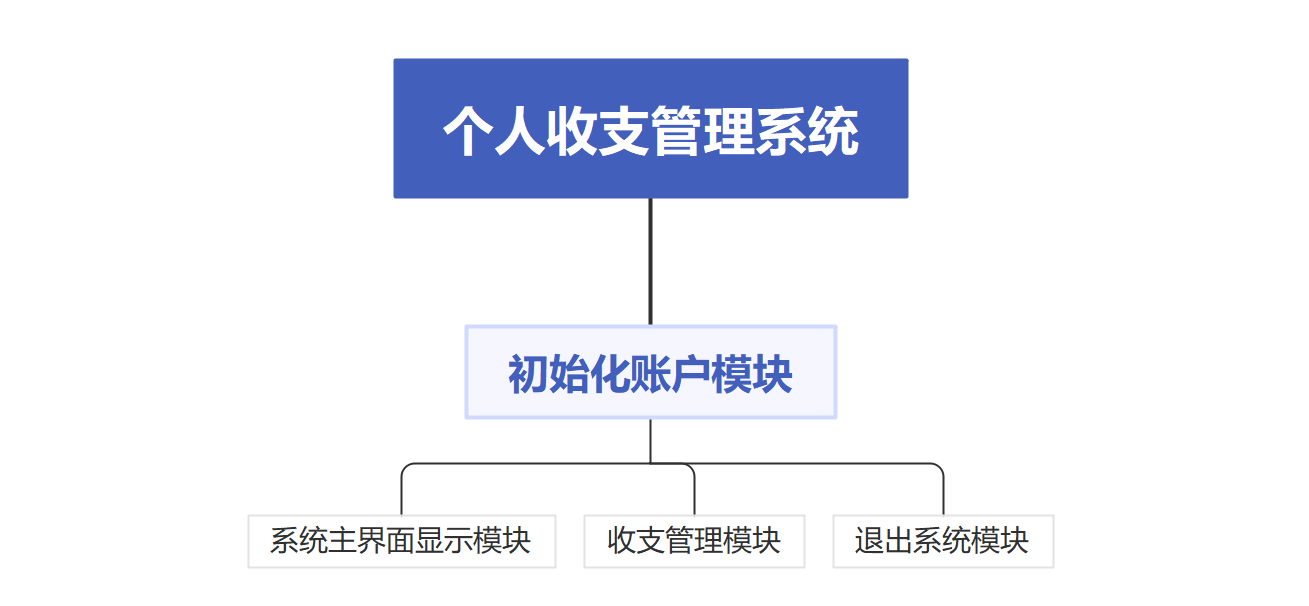 个人收支管理系统
初始化账户模块
系统主界面显示模块
收支管理模块
退出系统模块